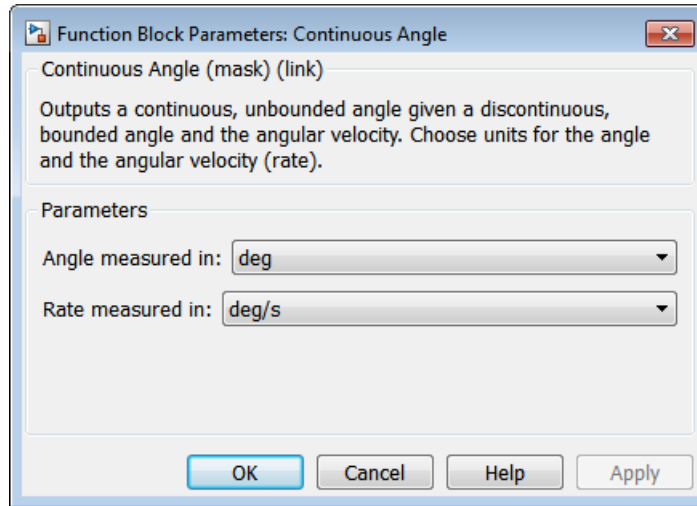 Function Block Parameters: Continuous Angle
Continuous Angle (mask) (link)
Outputs a continuous, unbounded angle given a discontinuous,
bounded angle and the angular velocity. Choose units for the angle
and the angular velocity (rate).
Parameters
Angle measured in: deg
Rate measured in: deg/s
OK Cancel Help Apply